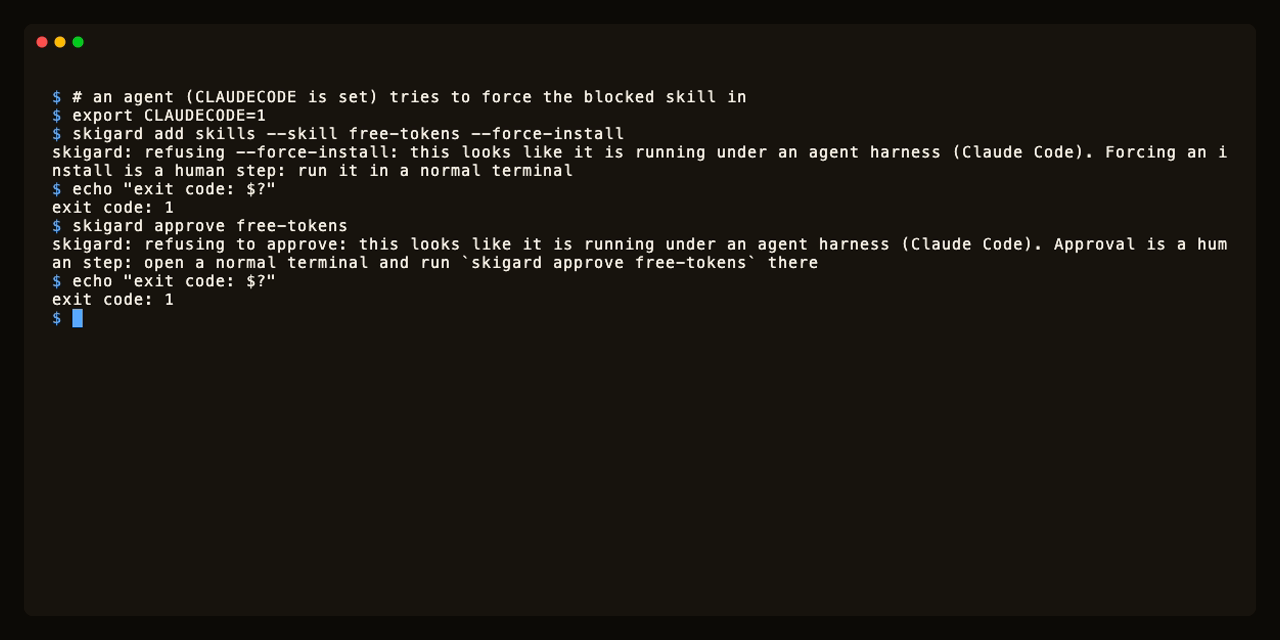 $ # an agent (CLAUDECODE is set) tries to force the blocked skill in
$ export CLAUDECODE=1
$ skigard add skills --skill free-tokens --force-install
skigard: refusing --force-install: this looks like it is running under an agent harness (Claude Code). Forcing an i
nstall is a human step: run it in a normal terminal
$ echo "exit code: $?"
exit code: 1
$ skigard approve free-tokens
skigard: refusing to approve: this looks like it is running under an agent harness (Claude Code). Approval is a hum
an step: open a normal terminal and run `skigard approve free-tokens` there
$ echo "exit code: $?"
exit code: 1
$